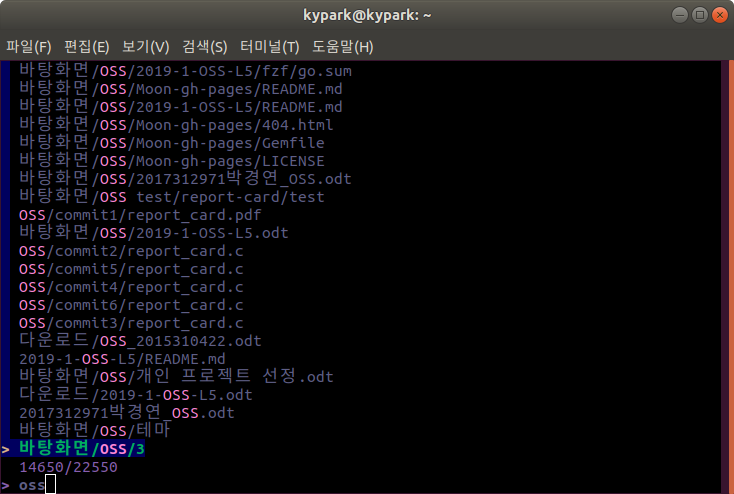 kypark@kypark: ~
파일(F) 편집(E) 보기(V) 검색(S) 터미널(T) 도움말(H)
바탕화면/OSS/2019-1-OSS-L5/fzf/go.sum
바탕화면/OSS/Moon-gh-pages/README.md
바탕화면/OSS/2019-1-OSS-L5/README.md
바탕화면/OSS/Moon-gh-pages/404.html
바탕화면/OSS/Moon-gh-pages/Gemfile
바탕화면/OSS/Moon-gh-pages/LICENSE
바탕화면/OSS/2017312971박경연_OSS.odt
바탕화면/OSS test/report-card/test
OSS/commit1/report_card.pdf
바탕화면/OSS/2019-1-OSS-L5.odt
OSS/commit2/report_card.c
OSS/commit5/report_card.c
OSS/commit4/report_card.c
OSS/commit6/report_card.c
OSS/commit3/report_card.c
다운로드/OSS_2015310422.odt
2019-1-OSS-L5/README.md
바탕화면/OSS/개인 프로젝트 선정.odt
다운로드/2019-1-OSS-L5.odt
2017312971박경연_OSS.odt
바탕화면/OSS/테마
> 바탕화면/OSS/3
14650/22550
> oss